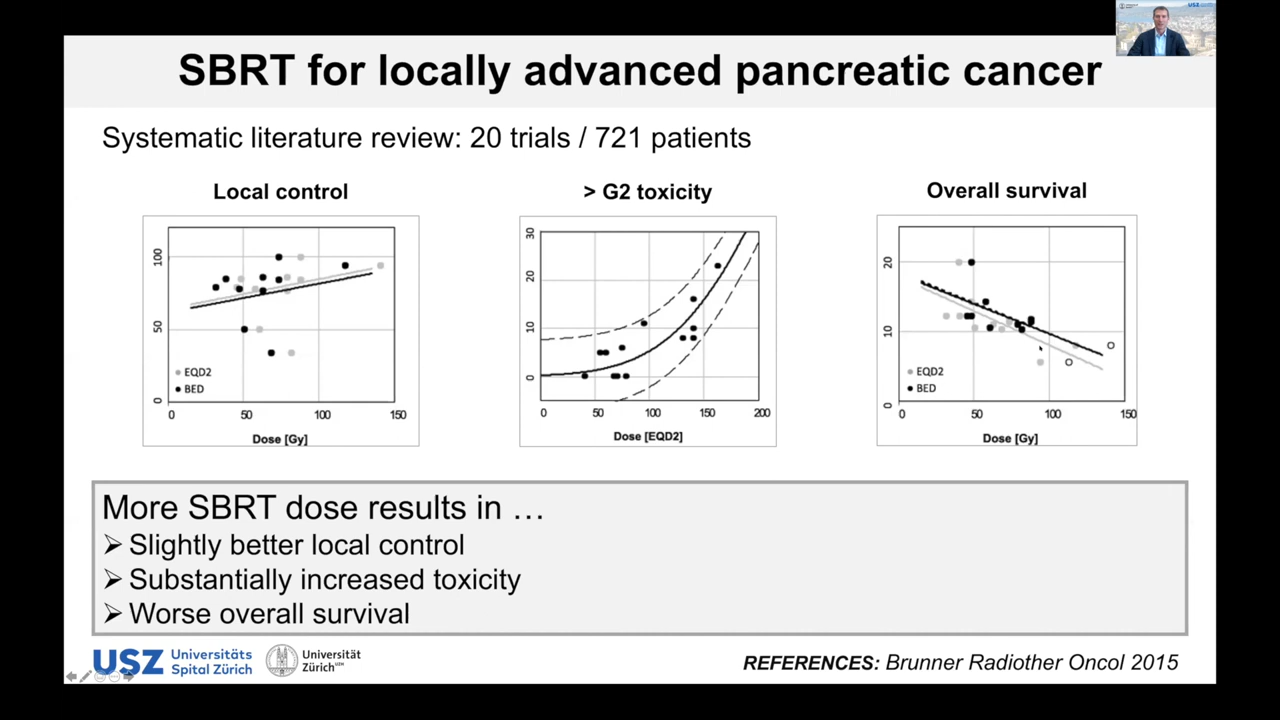 SBRT for locally advanced pancreatic cancer
Systematic literature review: 20 trials / 721 patients
Local control
100
50
0
EQD2
BED
0 50 100 150
Dose [Gy]
> G2 toxicity
30
20
10
0
0 50 100 150 200
Dose [EQD2]
Overall survival
20
10
0
EQD2
BED
0 50 100 150
Dose [Gy]
More SBRT dose results in …
➢ Slightly better local control
➢ Substantially increased toxicity
➢ Worse overall survival
USZ Universitäts
Spital Zürich
Universität
Zürich UZH
REFERENCES: Brunner Radiother Oncol 2015